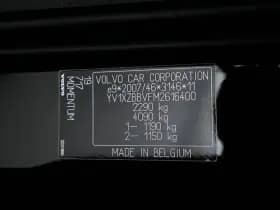 VOLVO CAR CORPORATION
e9*2007/46*3146*11
YV1XZBBVFM2616400
2290 kg
4090 kg
1− 1190 kg
2− 1150 kg
MADE IN BELGIUM
VOLVO
MOMENTUM